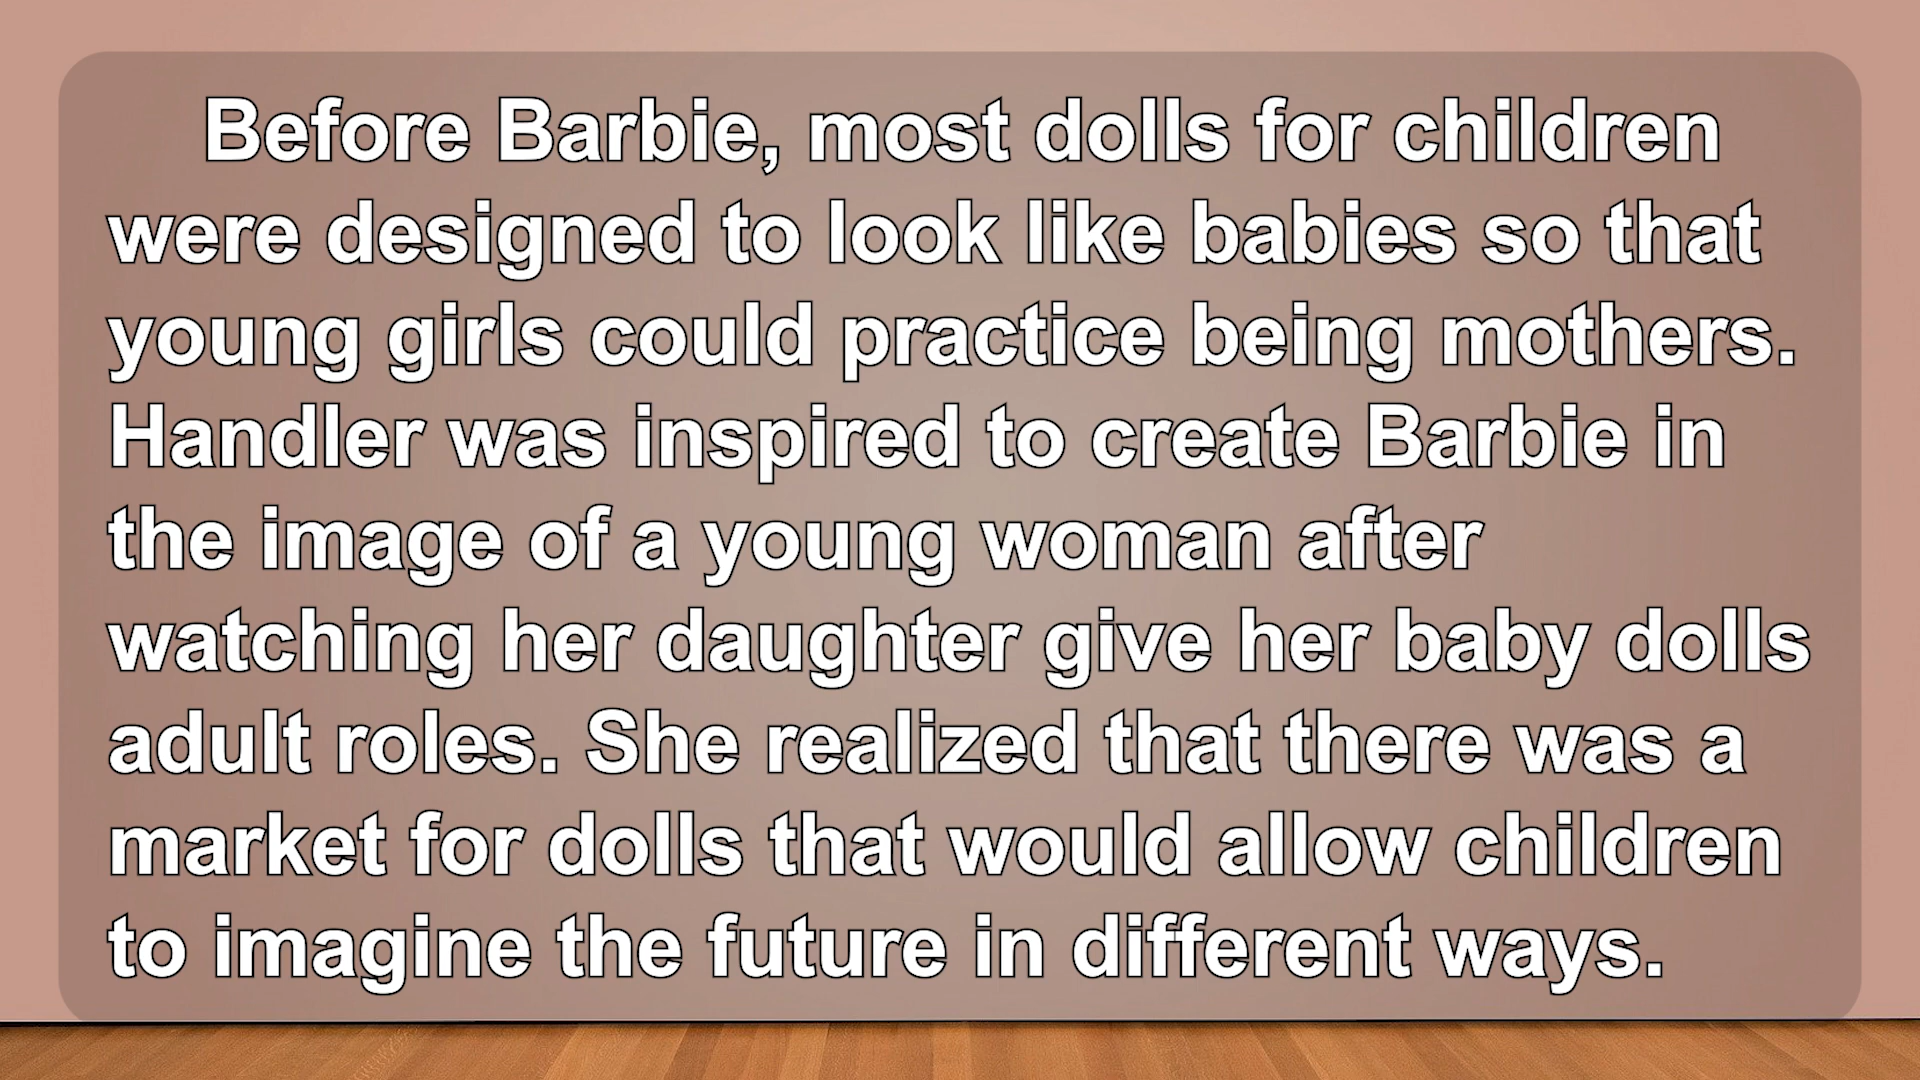 Before Barbie, most dolls for children
were designed to look like babies so that
young girls could practice being mothers.
Handler was inspired to create Barbie in
the image of a young woman after
watching her daughter give her baby dolls
adult roles. She realized that there was a
market for dolls that would allow children
to imagine the future in different ways.